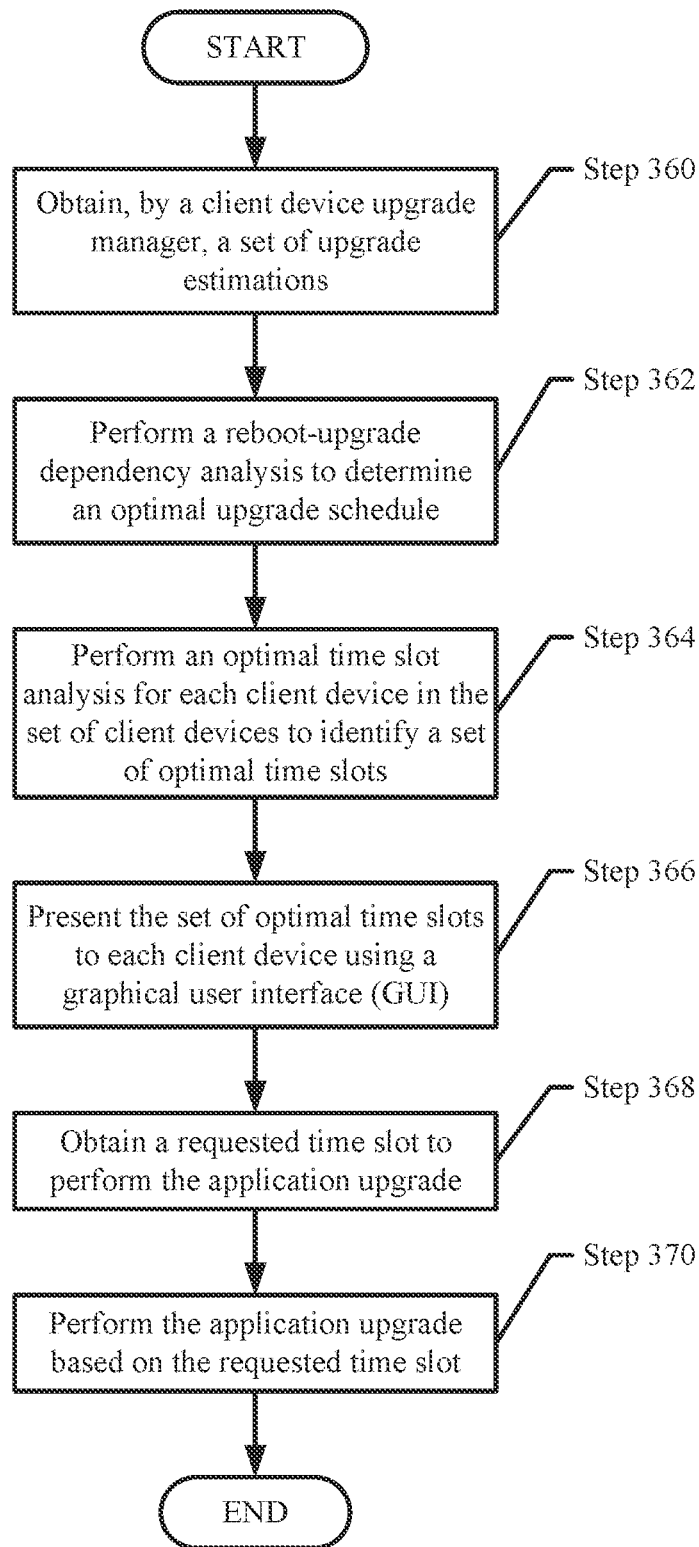 START
Step 360
Obtain, by a client device upgrade
manager, a set of upgrade
estimations
Step 362
Perform a reboot-upgrade
dependency analysis to determine
an optimal upgrade schedule
Step 364
Perform an optimal time slot
analysis for each client device in the
set of client devices to identify a set
of optimal time slots
Step 366
Present the set of optimal time slots
to each client device using a
graphical user interface (GUI)
Step 368
Obtain a requested time slot to
perform the application upgrade
Step 370
Perform the application upgrade
based on the requested time slot
END